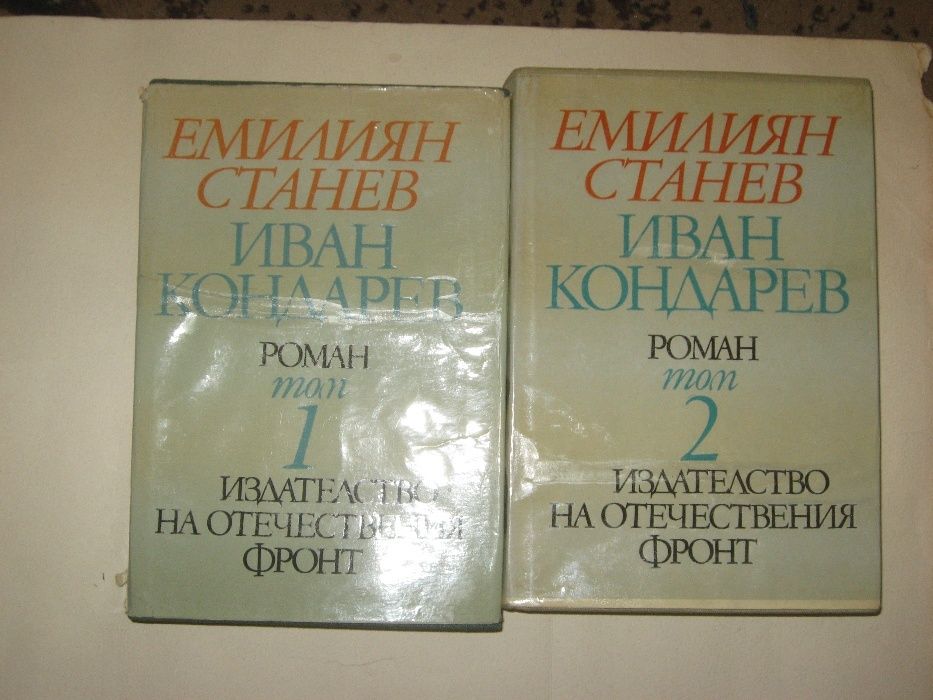 ЕМИЛИЯН
СТАНЕВ
ИВАН
КОНДАРЕВ
РОМАН
том
1
ИЗДАТЕЛСТВО
НА ОТЕЧЕСТВЕНИЯ
ФРОНТ
ЕМИЛИЯН
СТАНЕВ
ИВАН
КОНДАРЕВ
РОМАН
том
2
ИЗДАТЕЛСТВО
НА ОТЕЧЕСТВЕНИЯ
ФРОНТ